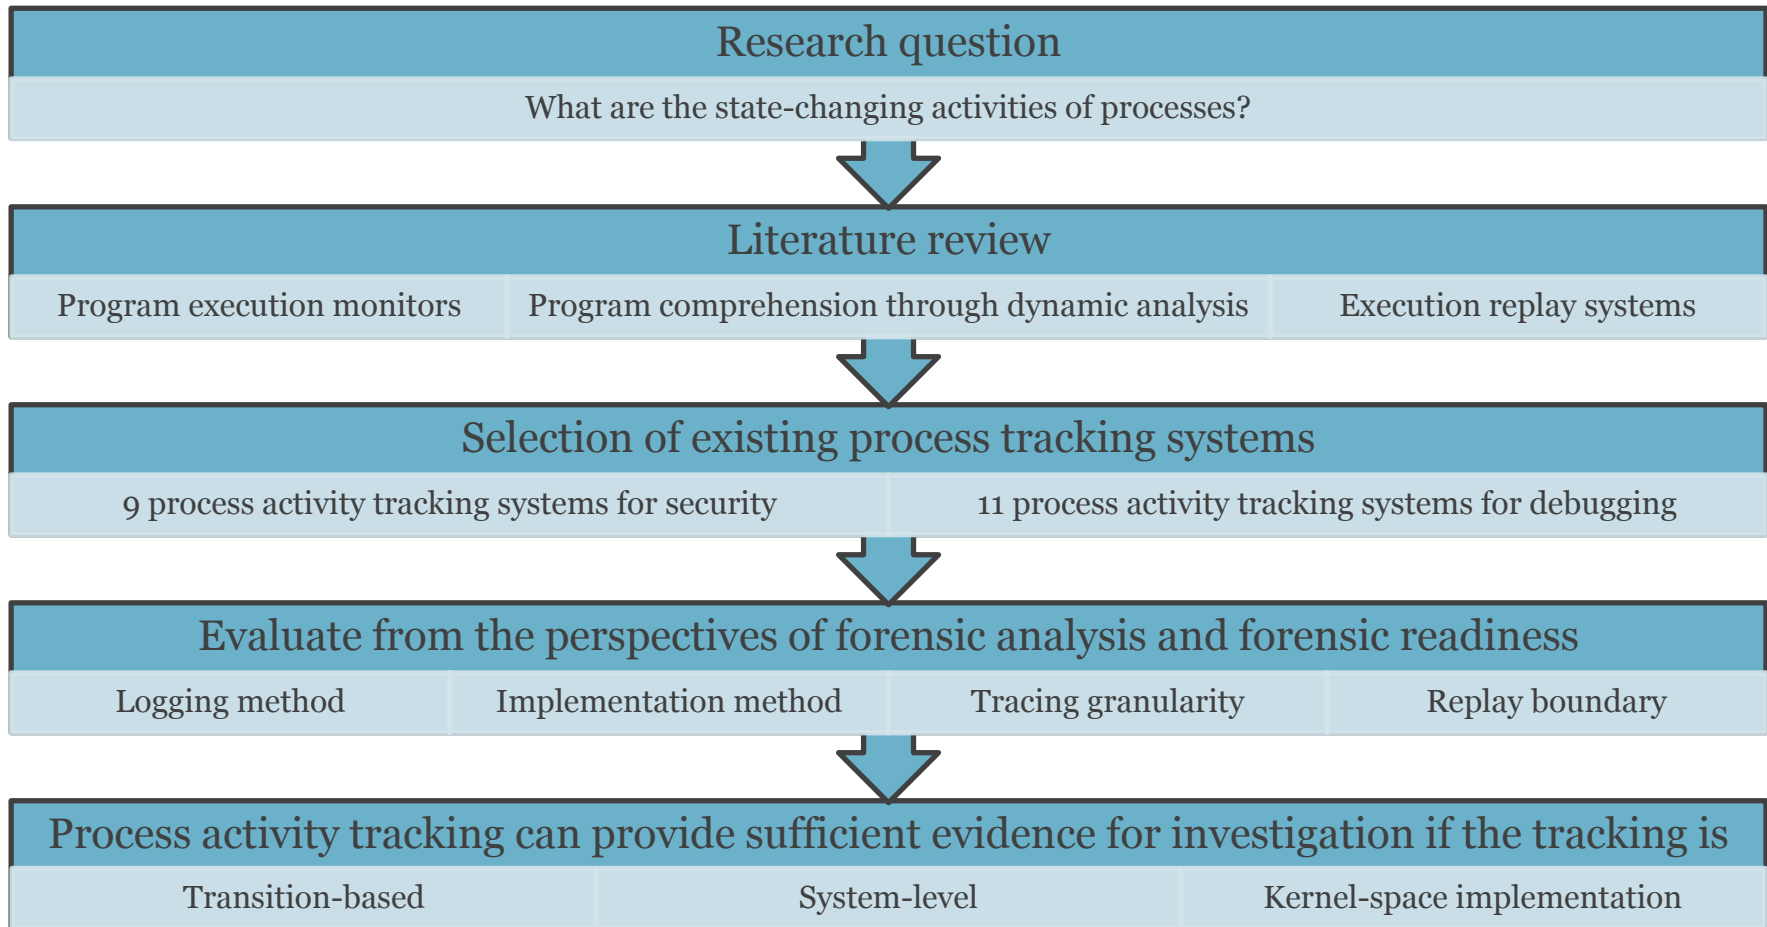 Research question
What are the state-changing activities of processes?
Literature review
Program execution monitors
Program comprehension through dynamic analysis
Execution replay systems
Selection of existing process tracking systems
9 process activity tracking systems for security
11 process activity tracking systems for debugging
Evaluate from the perspectives of forensic analysis and forensic readiness
Logging method
Implementation method
Tracing granularity
Replay boundary
Process activity tracking can provide sufficient evidence for investigation if the tracking is
Transition-based
System-level
Kernel-space implementation